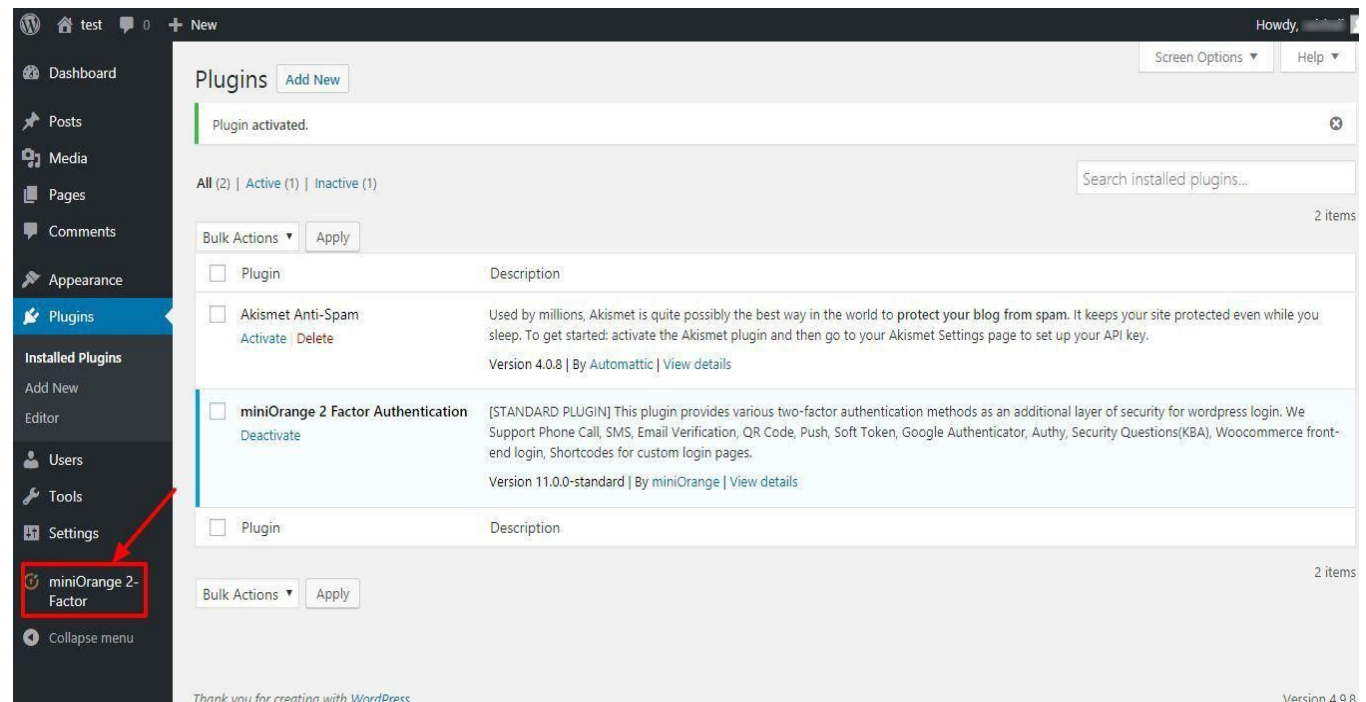 test 0 + New Howdy,
Screen Options ▼ Help ▼
Dashboard
Posts
Media
Pages
Comments
Appearance
Plugins
Installed Plugins
Add New
Editor
Users
Tools
Settings
miniOrange 2-
Factor
Collapse menu
Plugins Add New
Plugin activated.
All (2) | Active (1) | Inactive (1)
Search installed plugins...
2 items
Bulk Actions ▼ Apply
Plugin Description
Akismet Anti-Spam
Activate | Delete
Used by millions, Akismet is quite possibly the best way in the world to protect your blog from spam. It keeps your site protected even while you
sleep. To get started: activate the Akismet plugin and then go to your Akismet Settings page to set up your API key.
Version 4.0.8 | By Automattic | View details
miniOrange 2 Factor Authentication
Deactivate
[STANDARD PLUGIN] This plugin provides various two-factor authentication methods as an additional layer of security for wordpress login. We
Support Phone Call, SMS, Email Verification, QR Code, Push, Soft Token, Google Authenticator, Authy, Security Questions(KBA), Woocommerce front-
end login, Shortcodes for custom login pages.
Version 11.0.0-standard | By miniOrange | View details
Plugin Description
2 items
Bulk Actions ▼ Apply
Thank you for creating with WordPress
Version 4.9.8